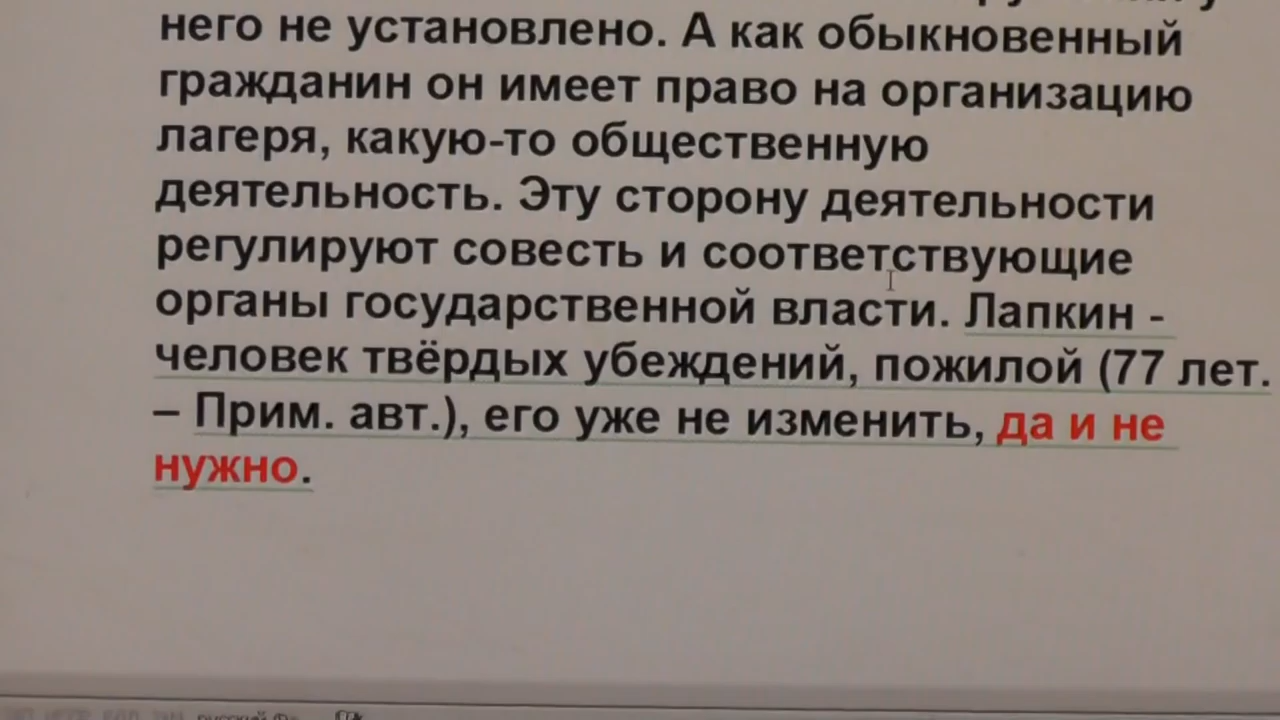 него не установлено. А как обыкновенный
гражданин он имеет право на организацию
лагеря, какую-то общественную
деятельность. Эту сторону деятельности
регулируют совесть и соответствующие
органы государственной власти. Лапкин -
человек твёрдых убеждений, пожилой (77 лет.
– Прим. авт.), его уже не изменить, да и не
нужно.
русский